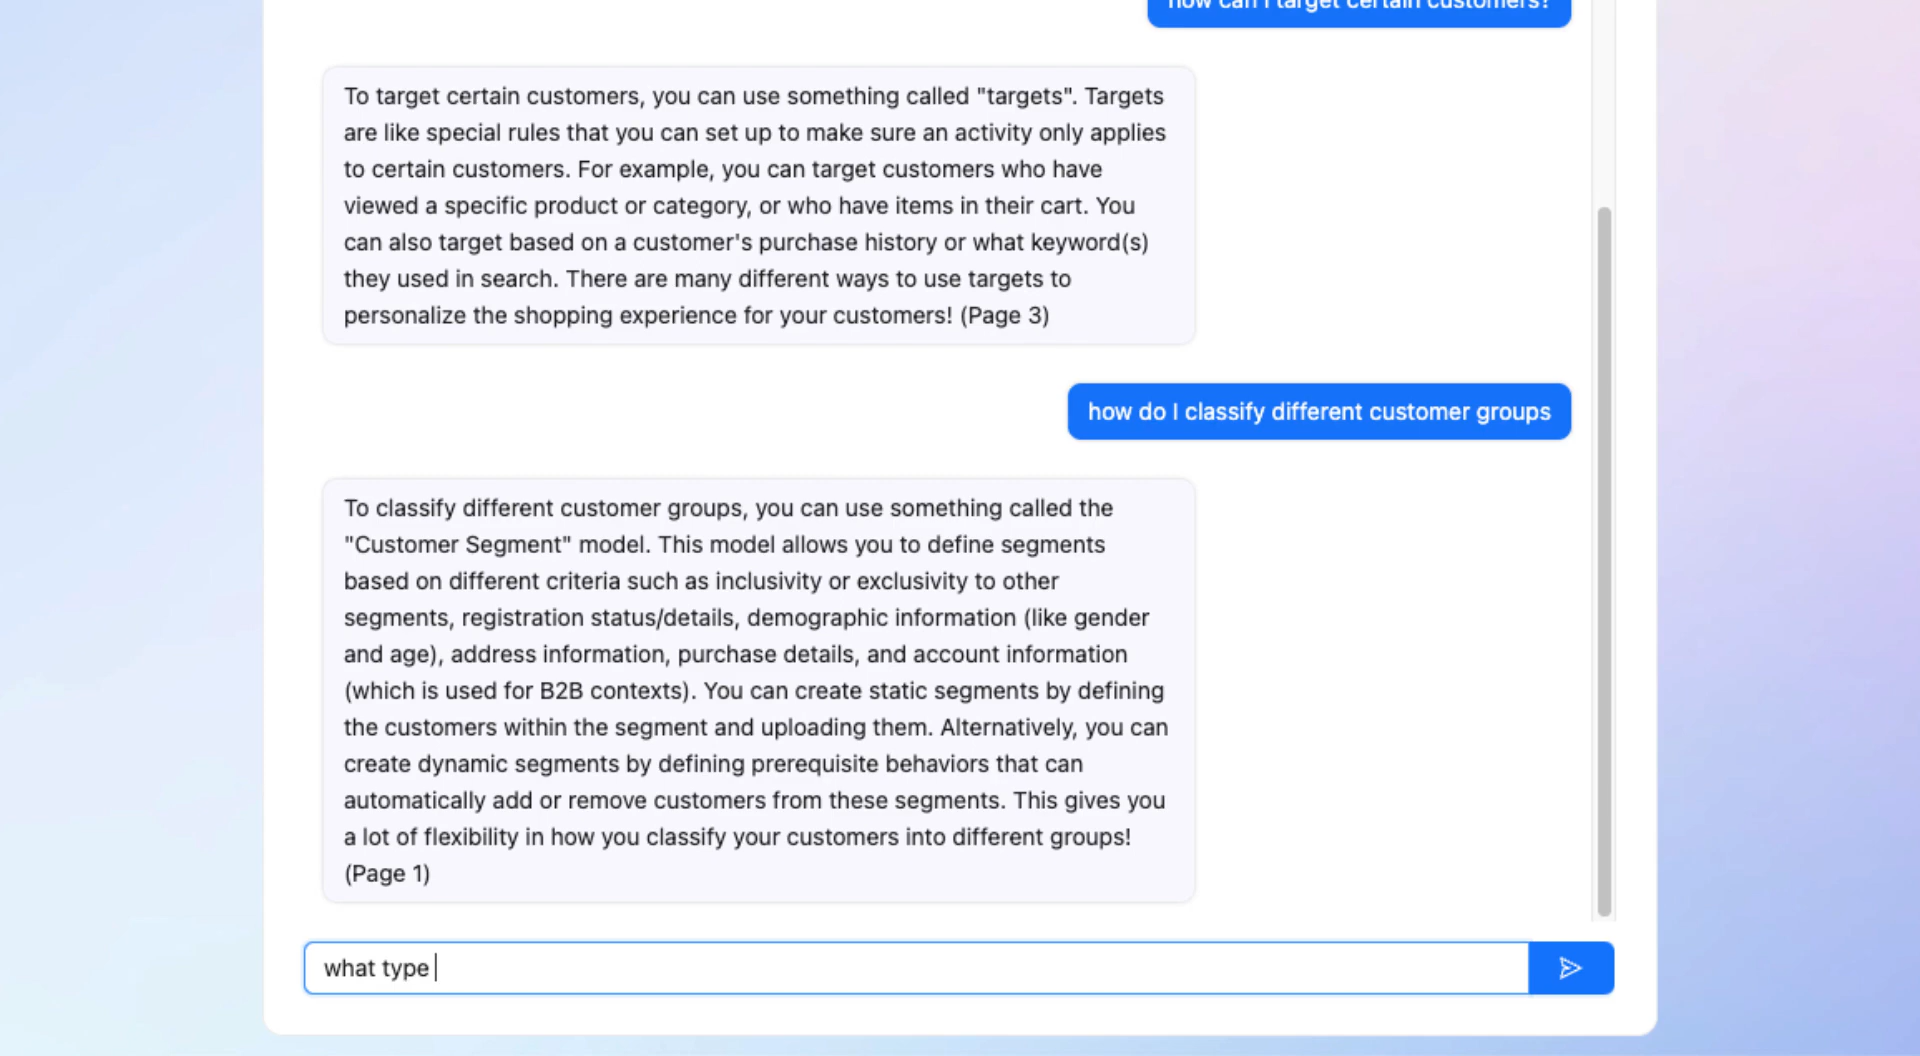 how can I target certain customers?
To target certain customers, you can use something called "targets". Targets
are like special rules that you can set up to make sure an activity only applies
to certain customers. For example, you can target customers who have
viewed a specific product or category, or who have items in their cart. You
can also target based on a customer's purchase history or what keyword(s)
they used in search. There are many different ways to use targets to
personalize the shopping experience for your customers! (Page 3)
how do I classify different customer groups
To classify different customer groups, you can use something called the
"Customer Segment" model. This model allows you to define segments
based on different criteria such as inclusivity or exclusivity to other
segments, registration status/details, demographic information (like gender
and age), address information, purchase details, and account information
(which is used for B2B contexts). You can create static segments by defining
the customers within the segment and uploading them. Alternatively, you can
create dynamic segments by defining prerequisite behaviors that can
automatically add or remove customers from these segments. This gives you
a lot of flexibility in how you classify your customers into different groups!
(Page 1)
what type